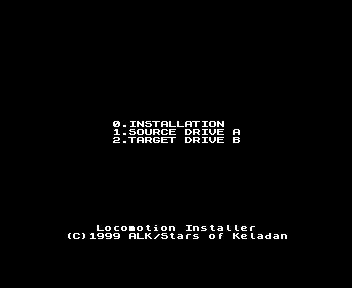 0.INSTALLATION
1.SOURCE DRIVE A
2.TARGET DRIVE B
Locomotion Installer
(C)1999 ALK/Stars of Keladan